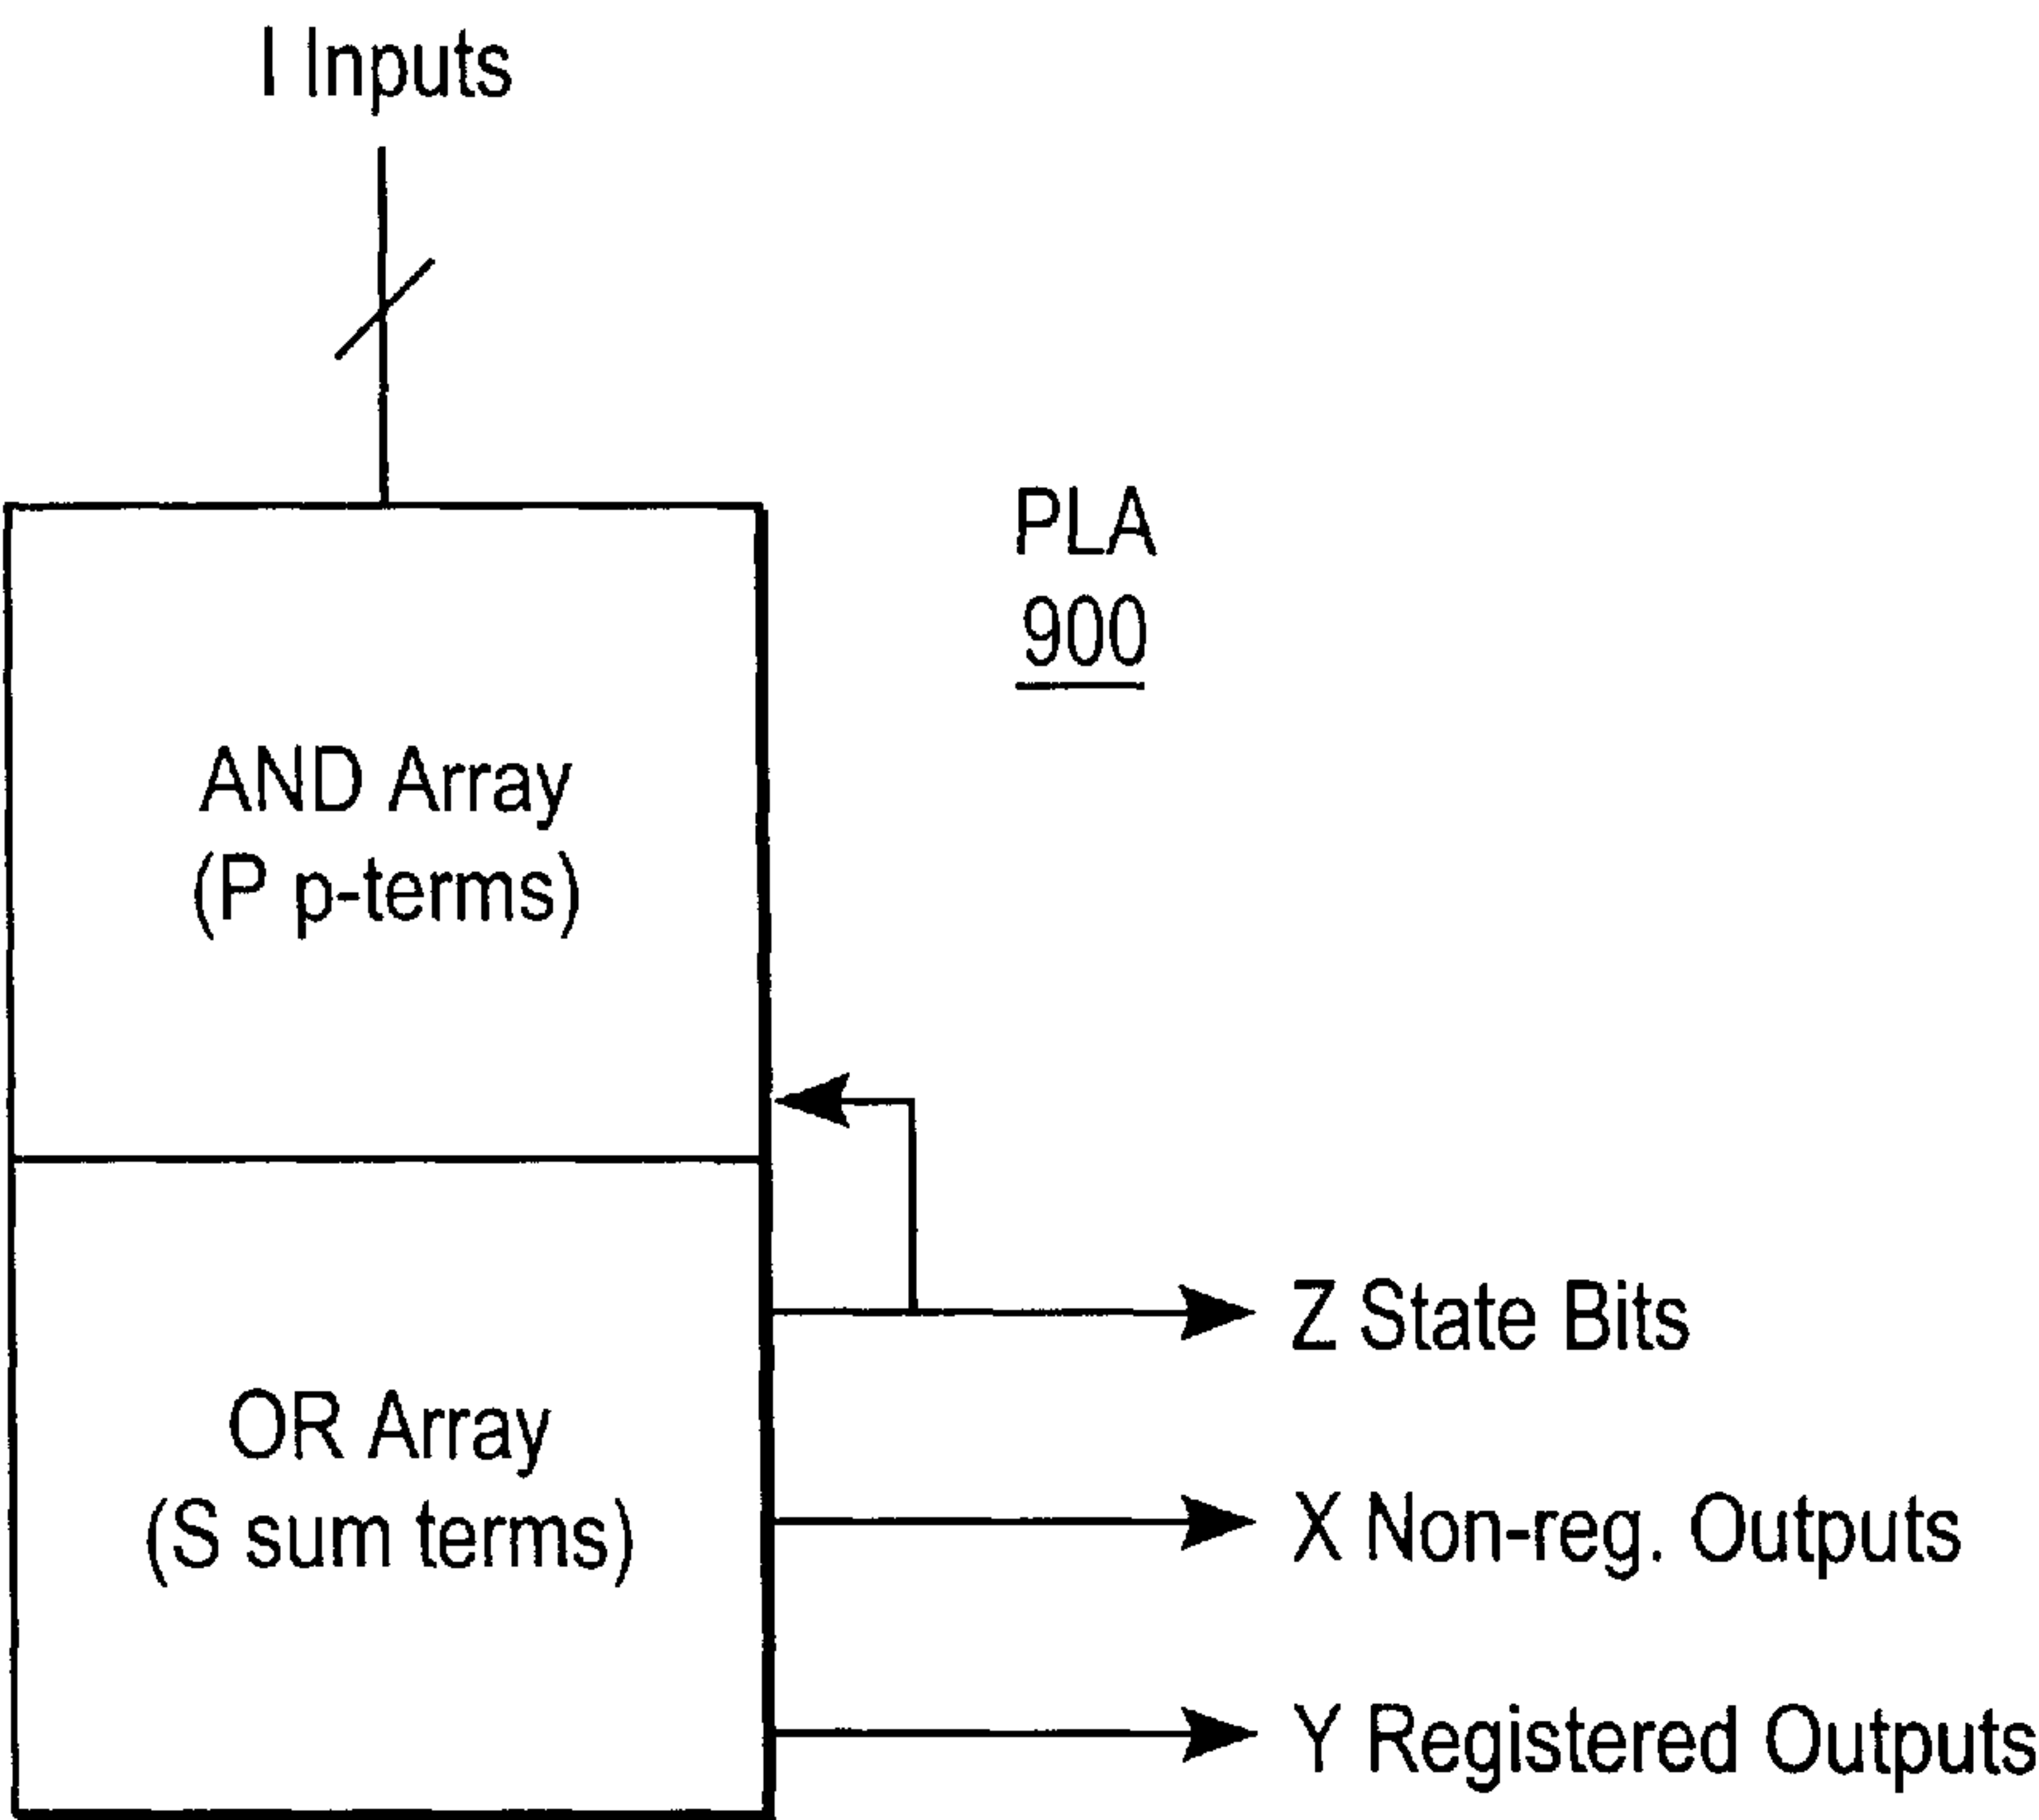 I Inputs
PLA
900
AND Array
(P p-terms)
Z State Bits
OR Array
(S sum terms)
X Non-reg. Outputs
Y Registered Outputs